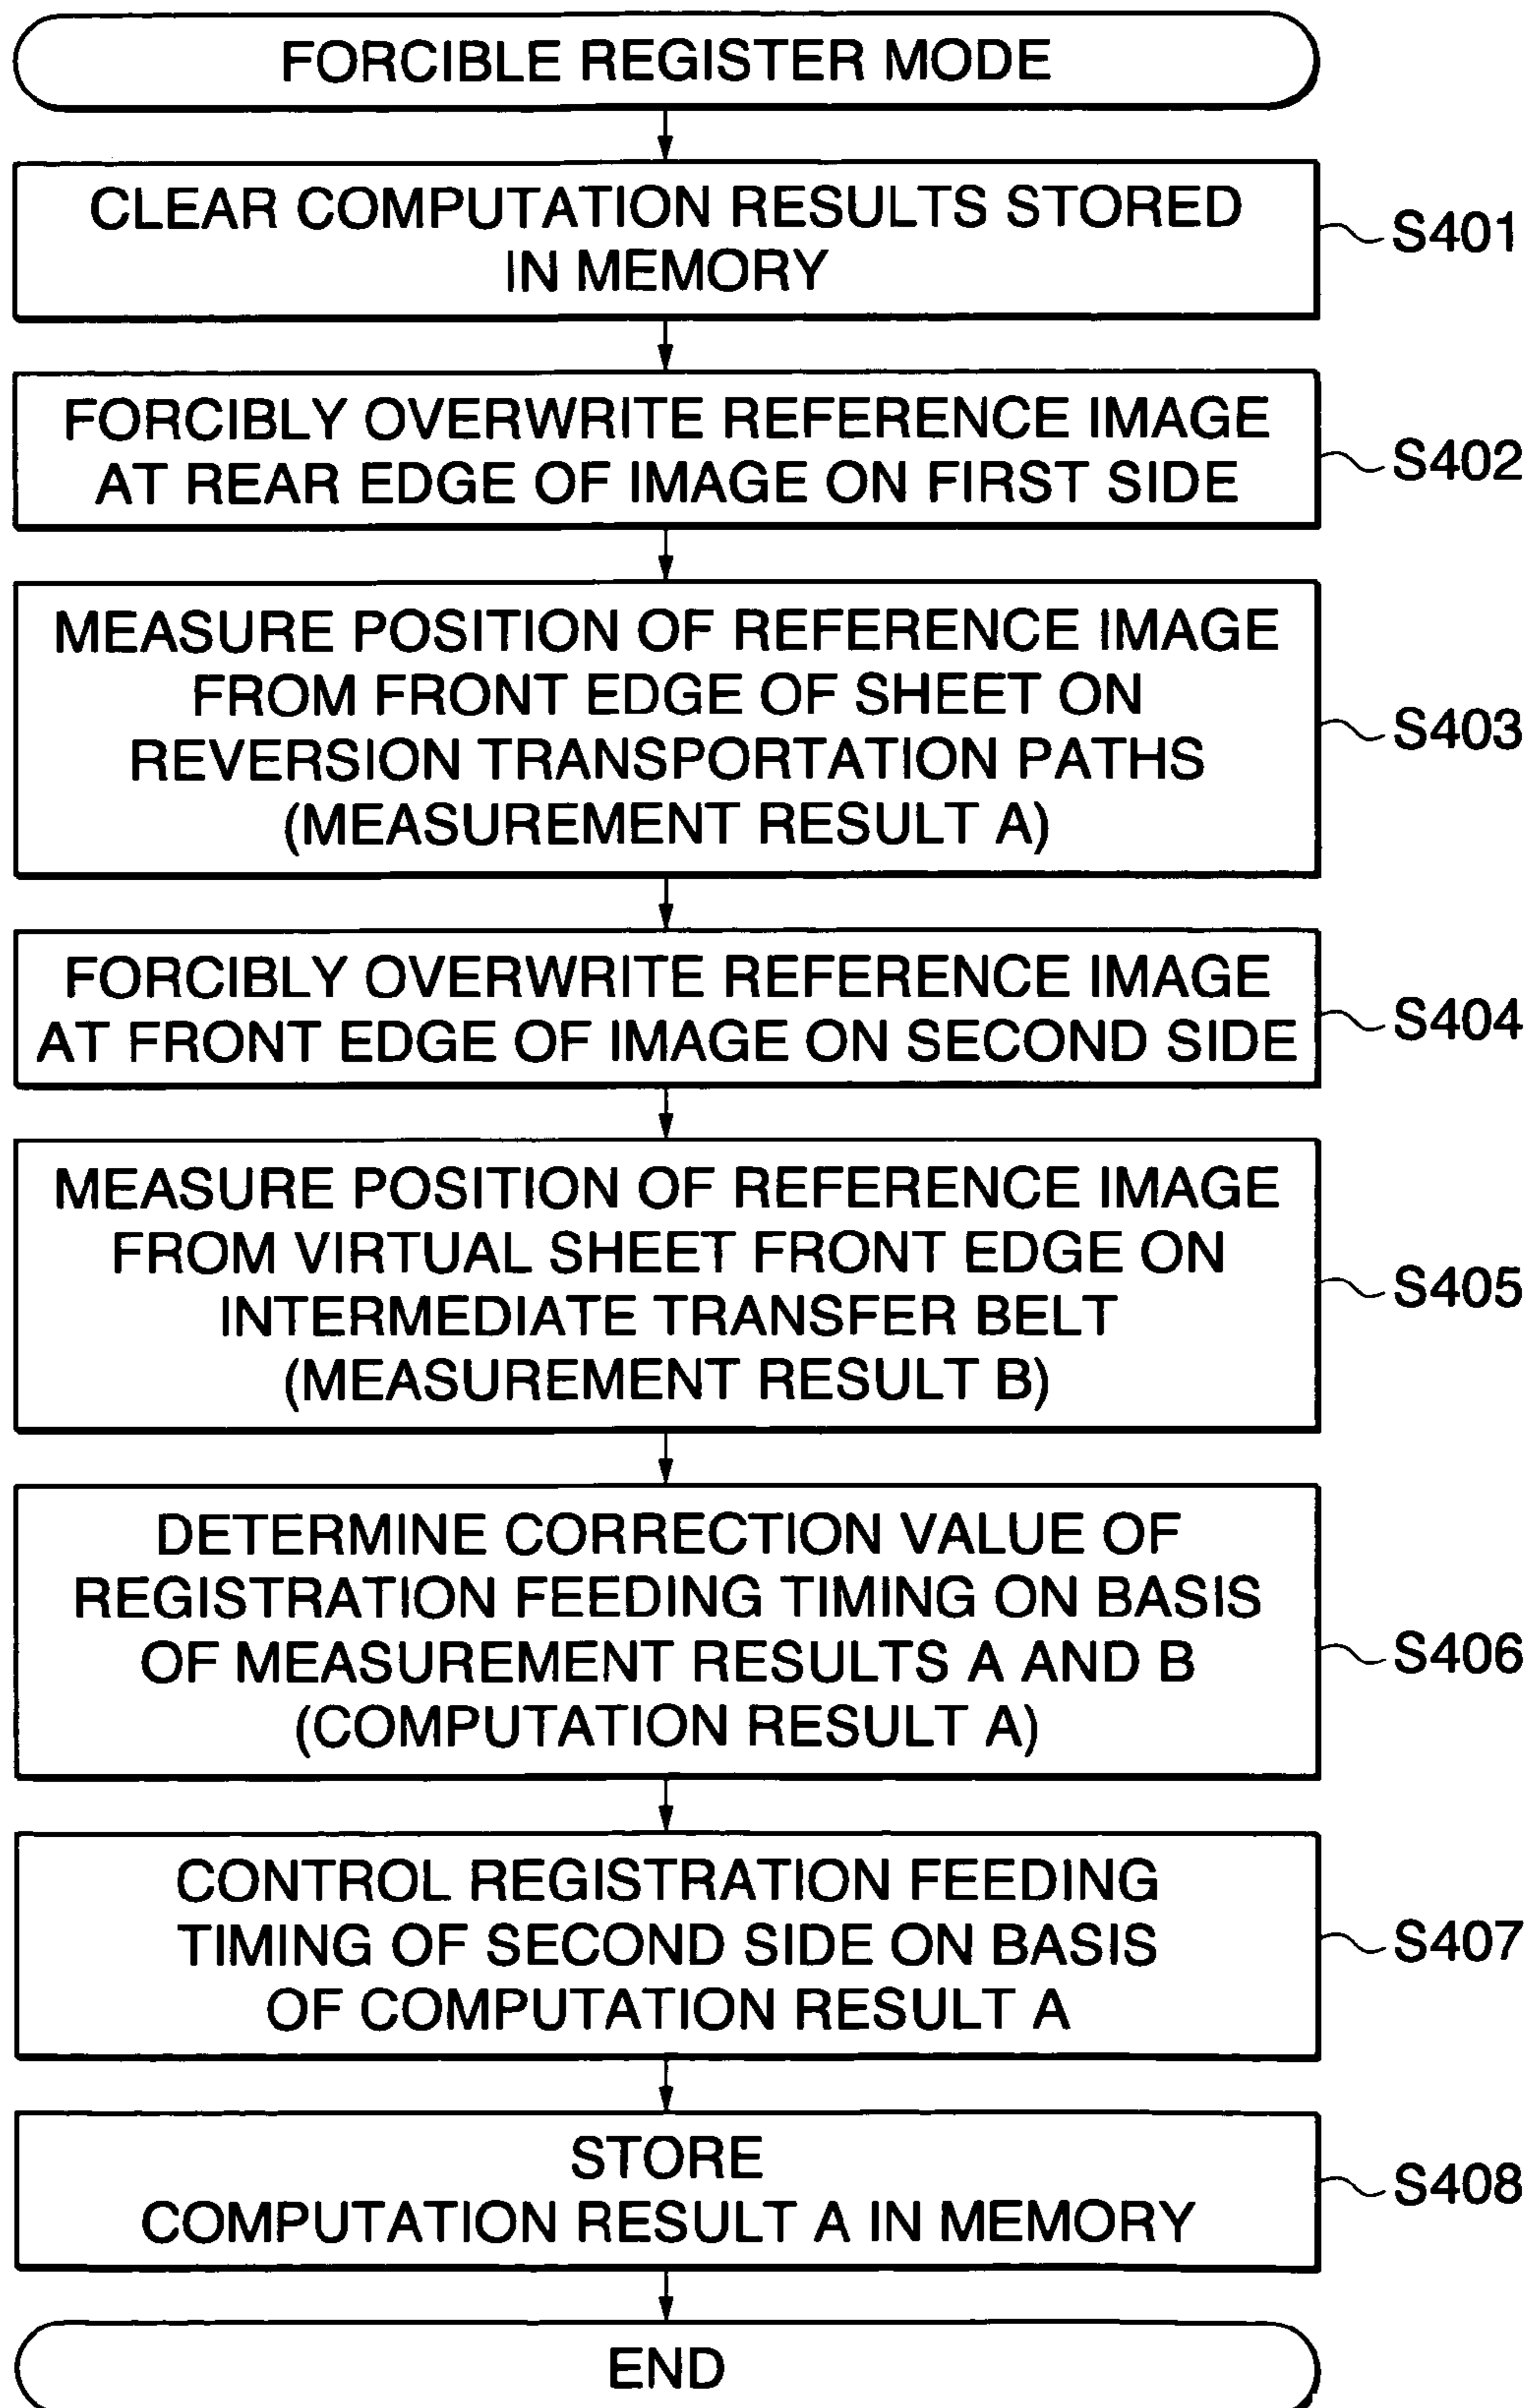 FORCIBLE REGISTER MODE
CLEAR COMPUTATION RESULTS STORED
IN MEMORY
S401
FORCIBLY OVERWRITE REFERENCE IMAGE
AT REAR EDGE OF IMAGE ON FIRST SIDE
S402
MEASURE POSITION OF REFERENCE IMAGE
FROM FRONT EDGE OF SHEET ON
REVERSION TRANSPORTATION PATHS
(MEASUREMENT RESULT A)
S403
FORCIBLY OVERWRITE REFERENCE IMAGE
AT FRONT EDGE OF IMAGE ON SECOND SIDE
S404
MEASURE POSITION OF REFERENCE IMAGE
FROM VIRTUAL SHEET FRONT EDGE ON
INTERMEDIATE TRANSFER BELT
(MEASUREMENT RESULT B)
S405
DETERMINE CORRECTION VALUE OF
REGISTRATION FEEDING TIMING ON BASIS
OF MEASUREMENT RESULTS A AND B
(COMPUTATION RESULT A)
S406
CONTROL REGISTRATION FEEDING
TIMING OF SECOND SIDE ON BASIS
OF COMPUTATION RESULT A
S407
STORE
COMPUTATION RESULT A IN MEMORY
S408
END